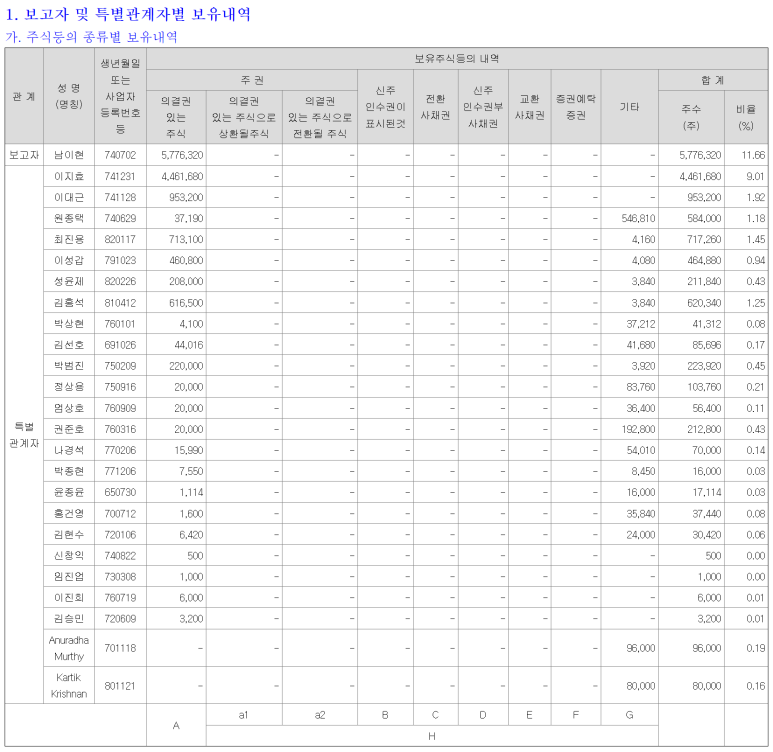 1. 보고자 및 특별관계자별 보유내역
가. 주식등의 종류별 보유내역
관 계 성 명 (명칭) 생년월일 또는 사업자 등록번호 등 보유주식등의 내역
주 권 신주 인수권이 표시된것 전환 사채권 신주 인수권부 사채권 교환 사채권 증권예탁 증권 기타 합 계
의결권 있는 주식 의결권 있는 주식으로 상환될주식 의결권 있는 주식으로 전환될 주식 주수 (주) 비율 (%)
보고자 남이현 740702 5,776,320 - - - - - - - - 5,776,320 11.66
특별 관계자 이지효 741231 4,461,680 - - - - - - - - 4,461,680 9.01
이대근 741128 953,200 - - - - - - - - 953,200 1.92
원종택 740629 37,190 - - - - - - - 546,810 584,000 1.18
최진용 820117 713,100 - - - - - - - 4,160 717,260 1.45
이성갑 791023 460,800 - - - - - - - 4,080 464,880 0.94
성윤제 820226 208,000 - - - - - - - 3,840 211,840 0.43
김홍석 810412 616,500 - - - - - - - 3,840 620,340 1.25
박상현 760101 4,100 - - - - - - - 37,212 41,312 0.08
김선호 691026 44,016 - - - - - - - 41,680 85,696 0.17
박범진 750209 220,000 - - - - - - - 3,920 223,920 0.45
정상용 750916 20,000 - - - - - - - 83,760 103,760 0.21
엄상호 760909 20,000 - - - - - - - 36,400 56,400 0.11
권준호 760316 20,000 - - - - - - - 192,800 212,800 0.43
나경석 770206 15,990 - - - - - - - 54,010 70,000 0.14
박종현 771206 7,550 - - - - - - - 8,450 16,000 0.03
윤종윤 650730 1,114 - - - - - - - 16,000 17,114 0.03
홍건영 700712 1,600 - - - - - - - 35,840 37,440 0.08
김현수 720106 6,420 - - - - - - - 24,000 30,420 0.06
신창익 740822 500 - - - - - - - - 500 0.00
임진업 730308 1,000 - - - - - - - - 1,000 0.00
이진희 760719 6,000 - - - - - - - - 6,000 0.01
김승민 720609 3,200 - - - - - - - - 3,200 0.01
Anuradha Murthy 701118 - - - - - - - - 96,000 96,000 0.19
Kartik Krishnan 801121 - - - - - - - - 80,000 80,000 0.16
A a1 a2 B C D E F G
H